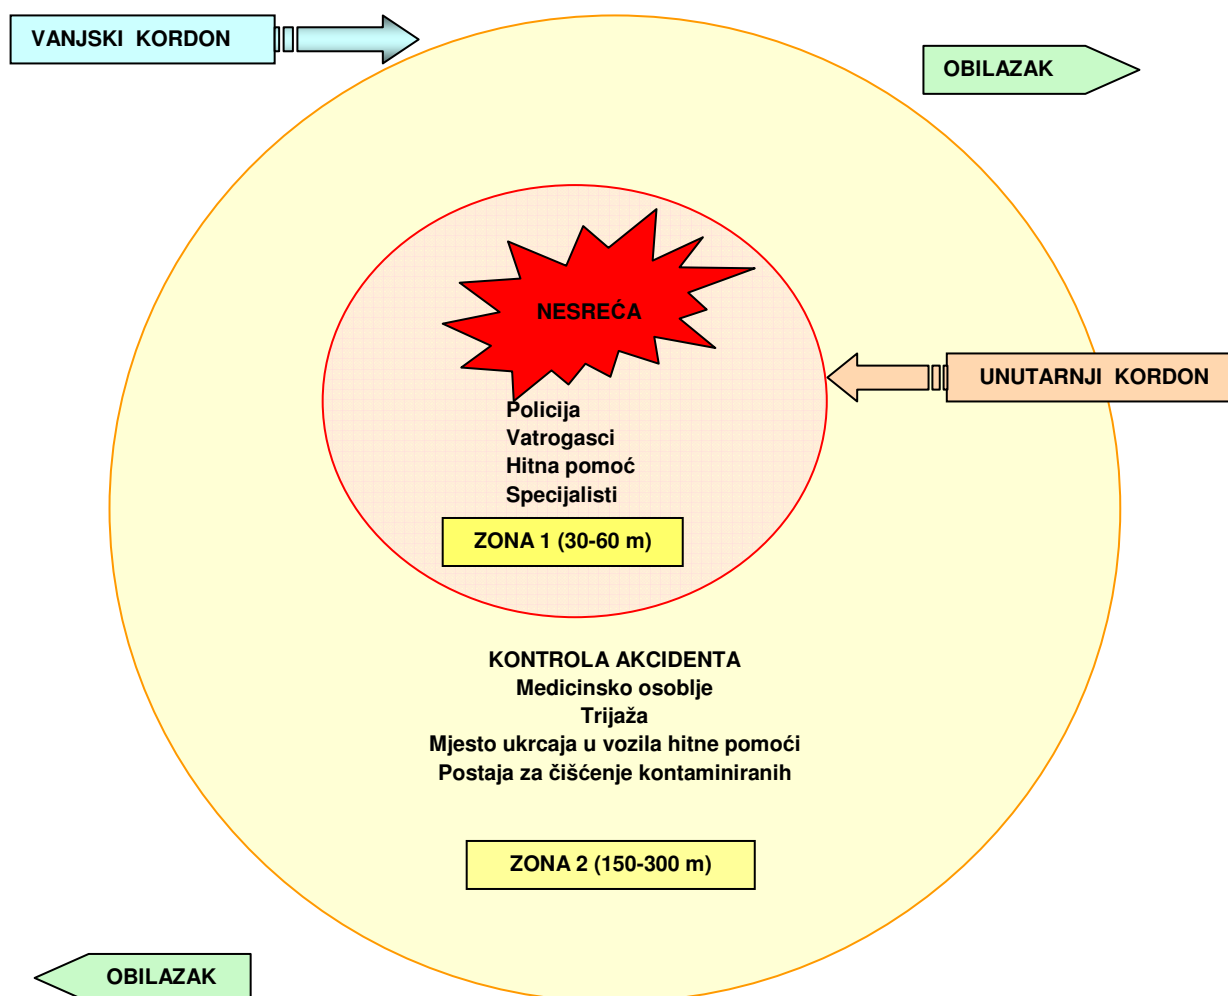 VANJSKI KORDON
OBILAZAK
NESREĆA
UNUTARNJI KORDON
Policija
Vatrogasci
Hitna pomoć
Specijalisti
ZONA 1 (30-60 m)
KONTROLA AKCIDENTA
Medicinsko osoblje
Trijaža
Mjesto ukrcaja u vozila hitne pomoći
Postaja za čišćenje kontaminiranih
ZONA 2 (150-300 m)
OBILAZAK